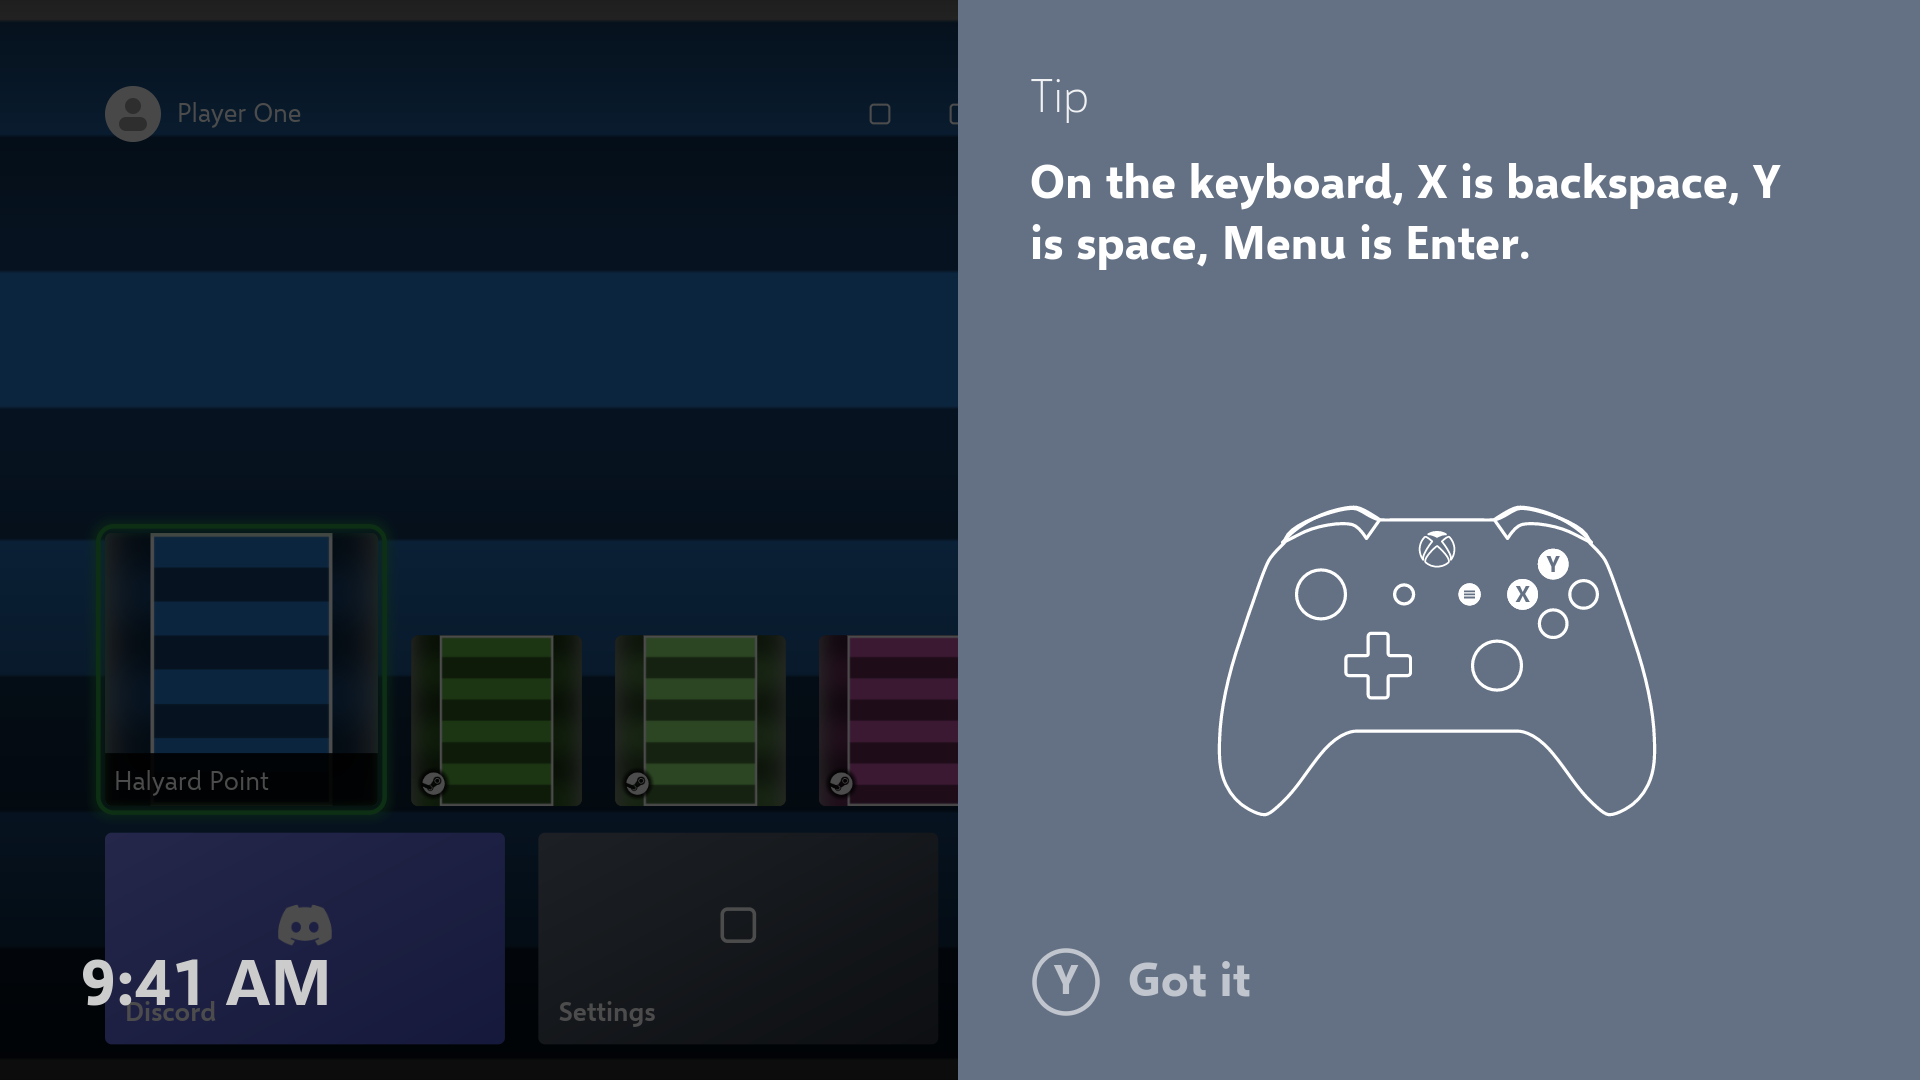 Player One
Halyard Point
Discord
Settings
9:41 AM
Tip
On the keyboard, X is backspace, Y
is space, Menu is Enter.
Y
X
Y Got it